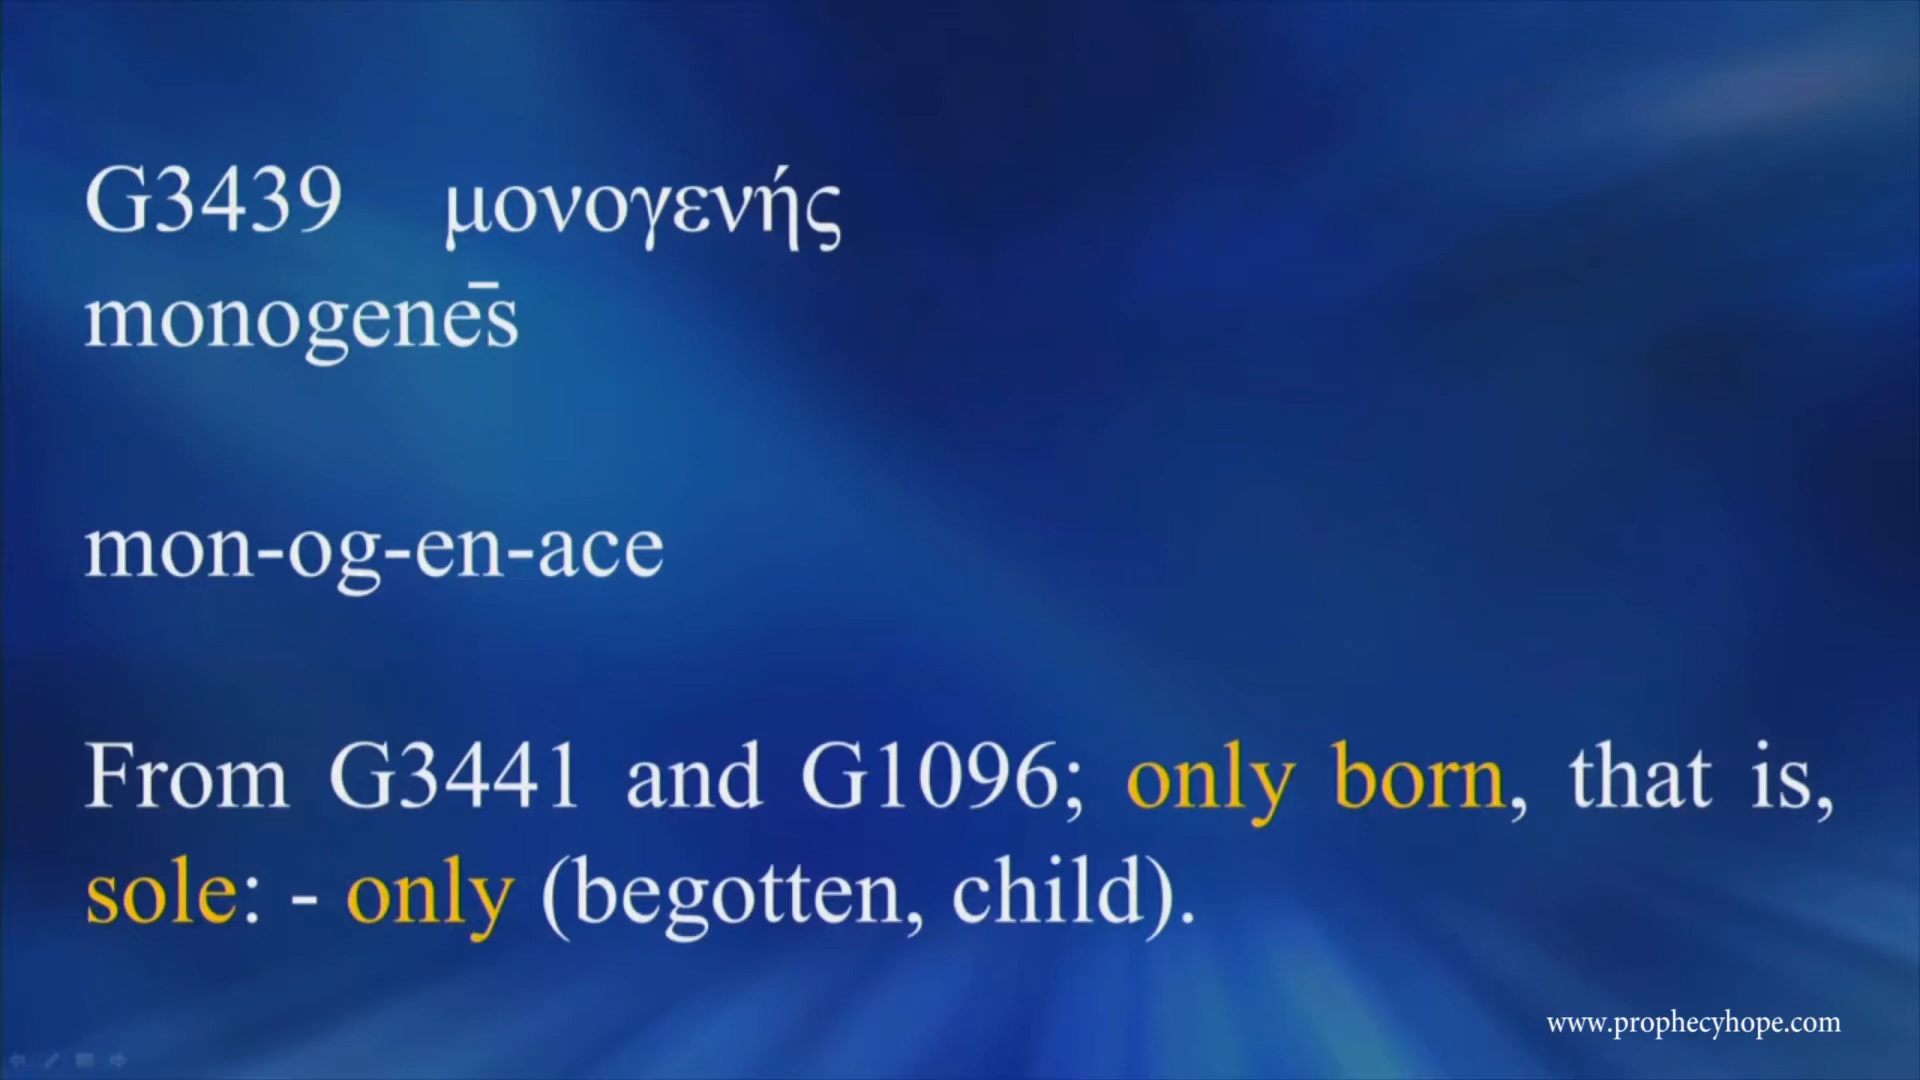 G3439 μονογενής
monogenēs
mon-og-en-ace
From G3441 and G1096; only born, that is,
sole: - only (begotten, child).
www.prophecyhope.com